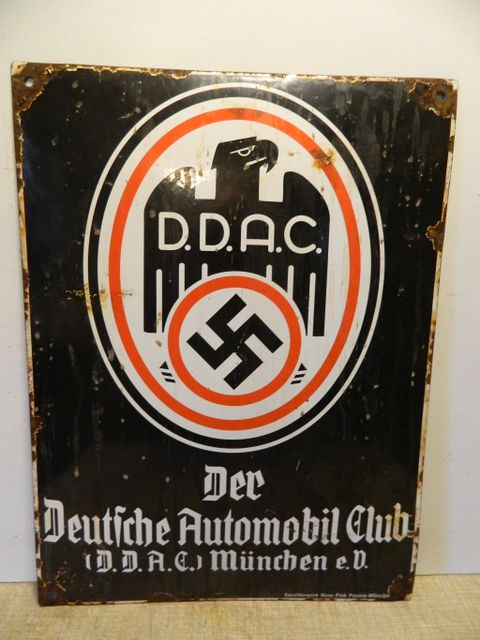 D.D.A.C.
Der
Deutſche Automobil Club
(D.D.A.C.) München e.V.